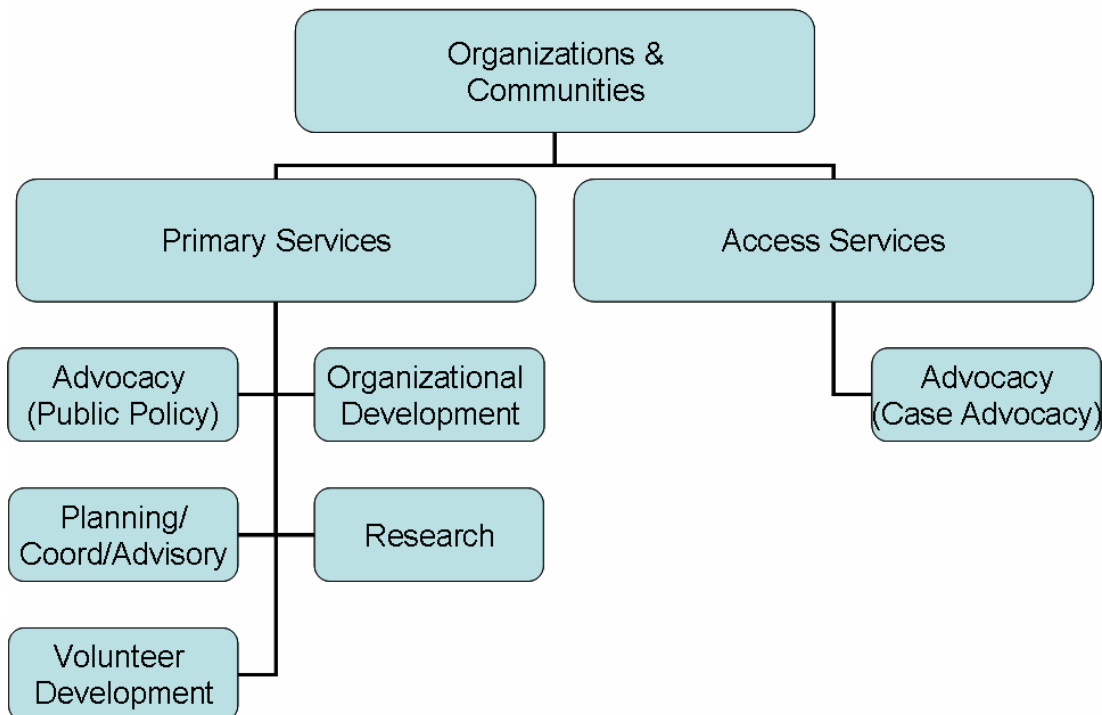 Organizations &
Communities
Primary Services
Access Services
Advocacy
(Public Policy)
Organizational
Development
Advocacy
(Case Advocacy)
Planning/
Coord/Advisory
Research
Volunteer
Development